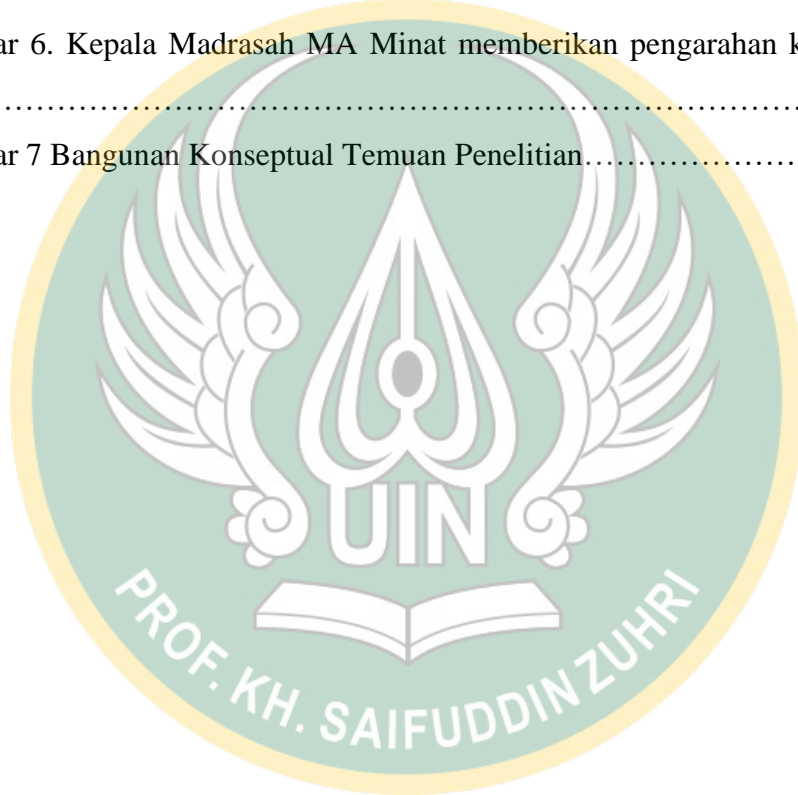 ar 6. Kepala Madrasah MA Minat memberikan pengarahan k
……………………………………………………………………
ar 7 Bangunan Konseptual Temuan Penelitian…………………
UIN
PROF. KH. SAIFUDDIN ZUHRI